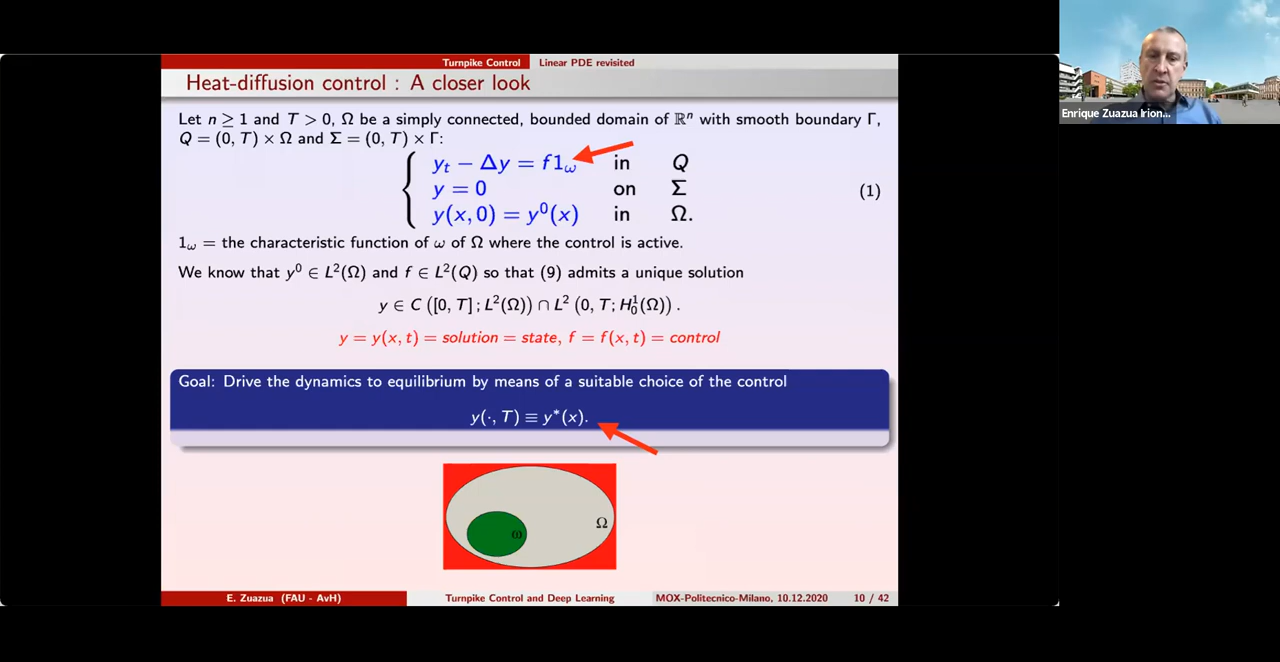 Turnpike Control Linear PDE revisited
Heat-diffusion control : A closer look
Let n ≥ 1 and T > 0, Ω be a simply connected, bounded domain of ℝⁿ with smooth boundary Γ,
Q = (0, T) × Ω and Σ = (0, T) × Γ:
yₜ − Δy = f1_ω in Q
y = 0 on Σ (1)
y(x, 0) = y⁰(x) in Ω.
1_ω = the characteristic function of ω of Ω where the control is active.
We know that y⁰ ∈ L²(Ω) and f ∈ L²(Q) so that (9) admits a unique solution
y ∈ C ([0, T] ; L²(Ω)) ∩ L² (0, T; H₀¹(Ω)) .
y = y(x, t) = solution = state, f = f(x, t) = control
Goal: Drive the dynamics to equilibrium by means of a suitable choice of the control
y(·, T) ≡ y*(x).
Ω
ω
E. Zuazua (FAU - AvH) Turnpike Control and Deep Learning MOX-Politecnico-Milano, 10.12.2020 10 / 42
Enrique Zuazua Irion...